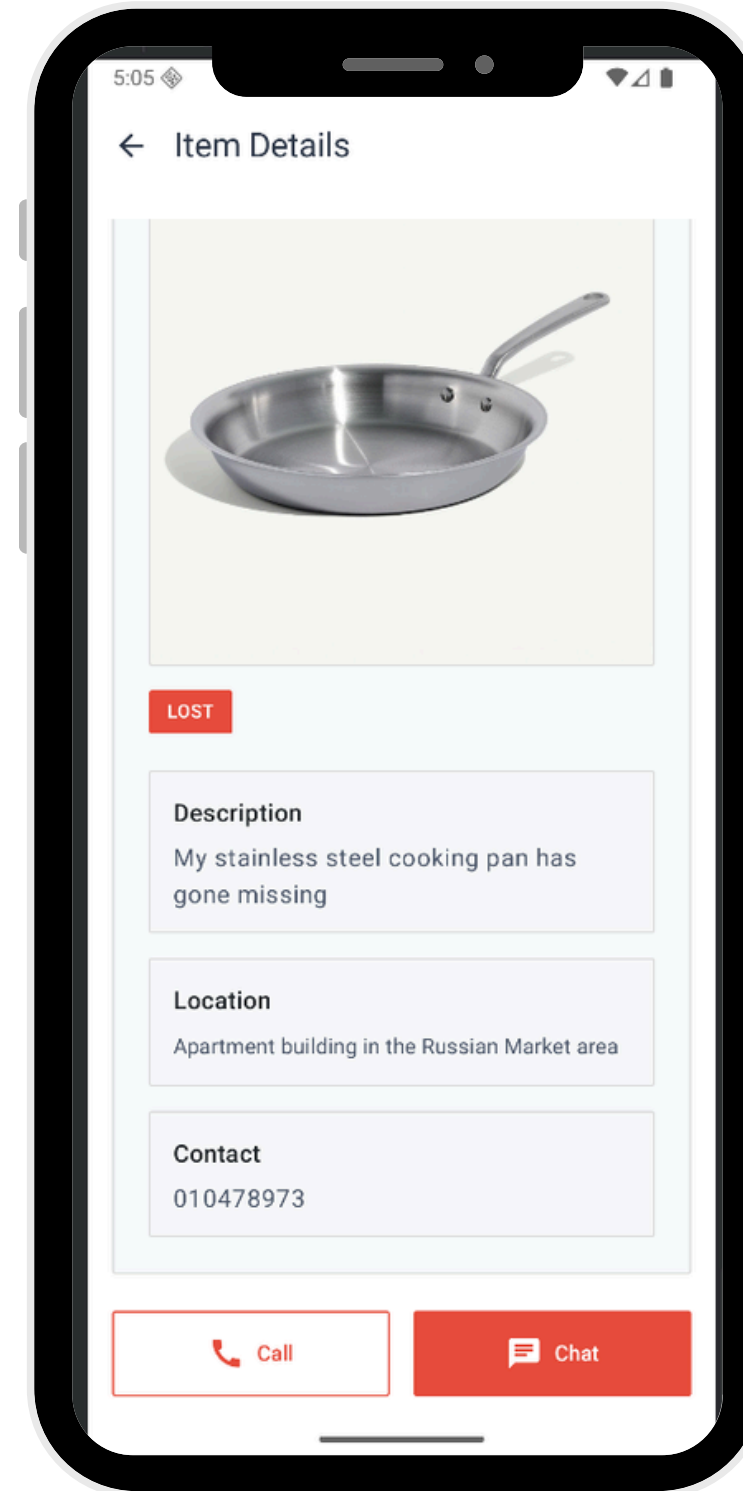 5:05
Item Details
LOST
Description
My stainless steel cooking pan has
gone missing
Location
Apartment building in the Russian Market area
Contact
010478973
Call
Chat